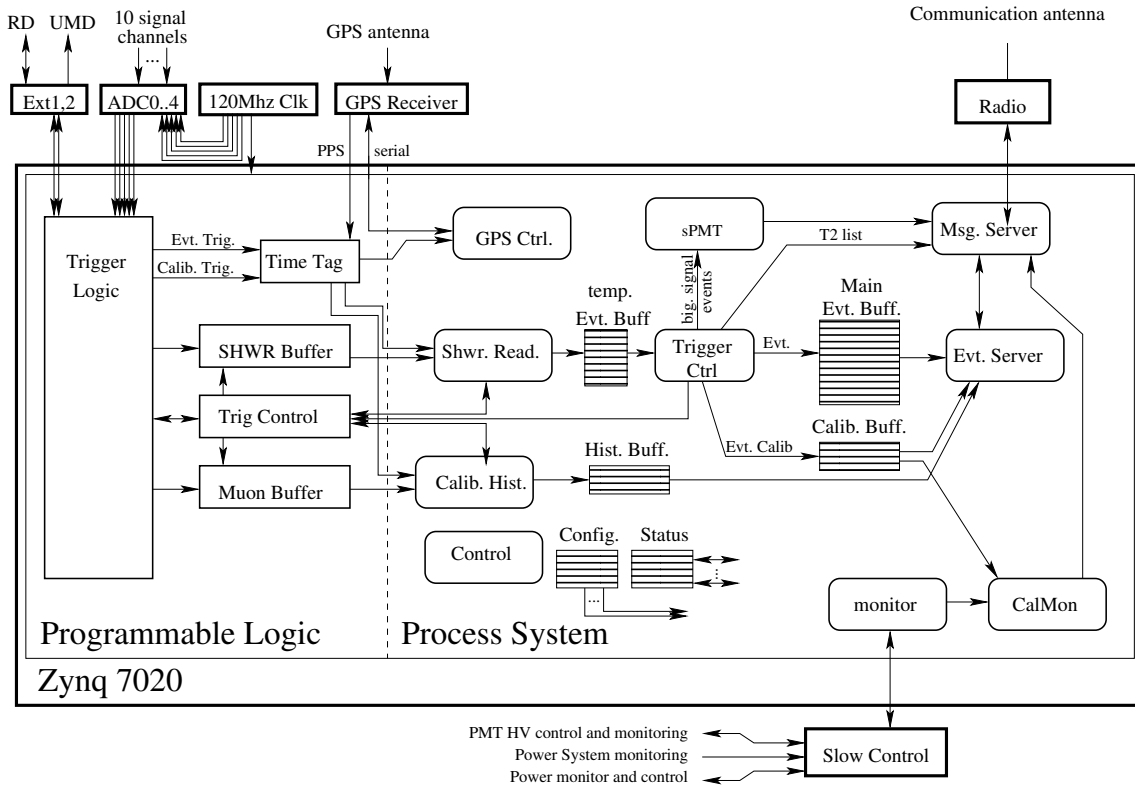 RD
UMD
10 signal
channels
...
GPS antenna
Communication antenna
Ext1,2
ADC0..4
120Mhz Clk
GPS Receiver
Radio
PPS
serial
Trigger
Logic
Evt. Trig.
Calib. Trig.
Time Tag
GPS Ctrl.
sPMT
T2 list
Msg. Server
big. signal
events
temp.
Evt. Buff
Main
Evt. Buff.
SHWR Buffer
Shwr. Read.
Trigger
Ctrl
Evt.
Evt. Server
Trig Control
Calib. Buff.
Evt. Calib
Hist. Buff.
Muon Buffer
Calib. Hist.
Control
Config.
Status
...
...
monitor
CalMon
Programmable Logic
Process System
Zynq 7020
PMT HV control and monitoring
Power System monitoring
Power monitor and control
Slow Control